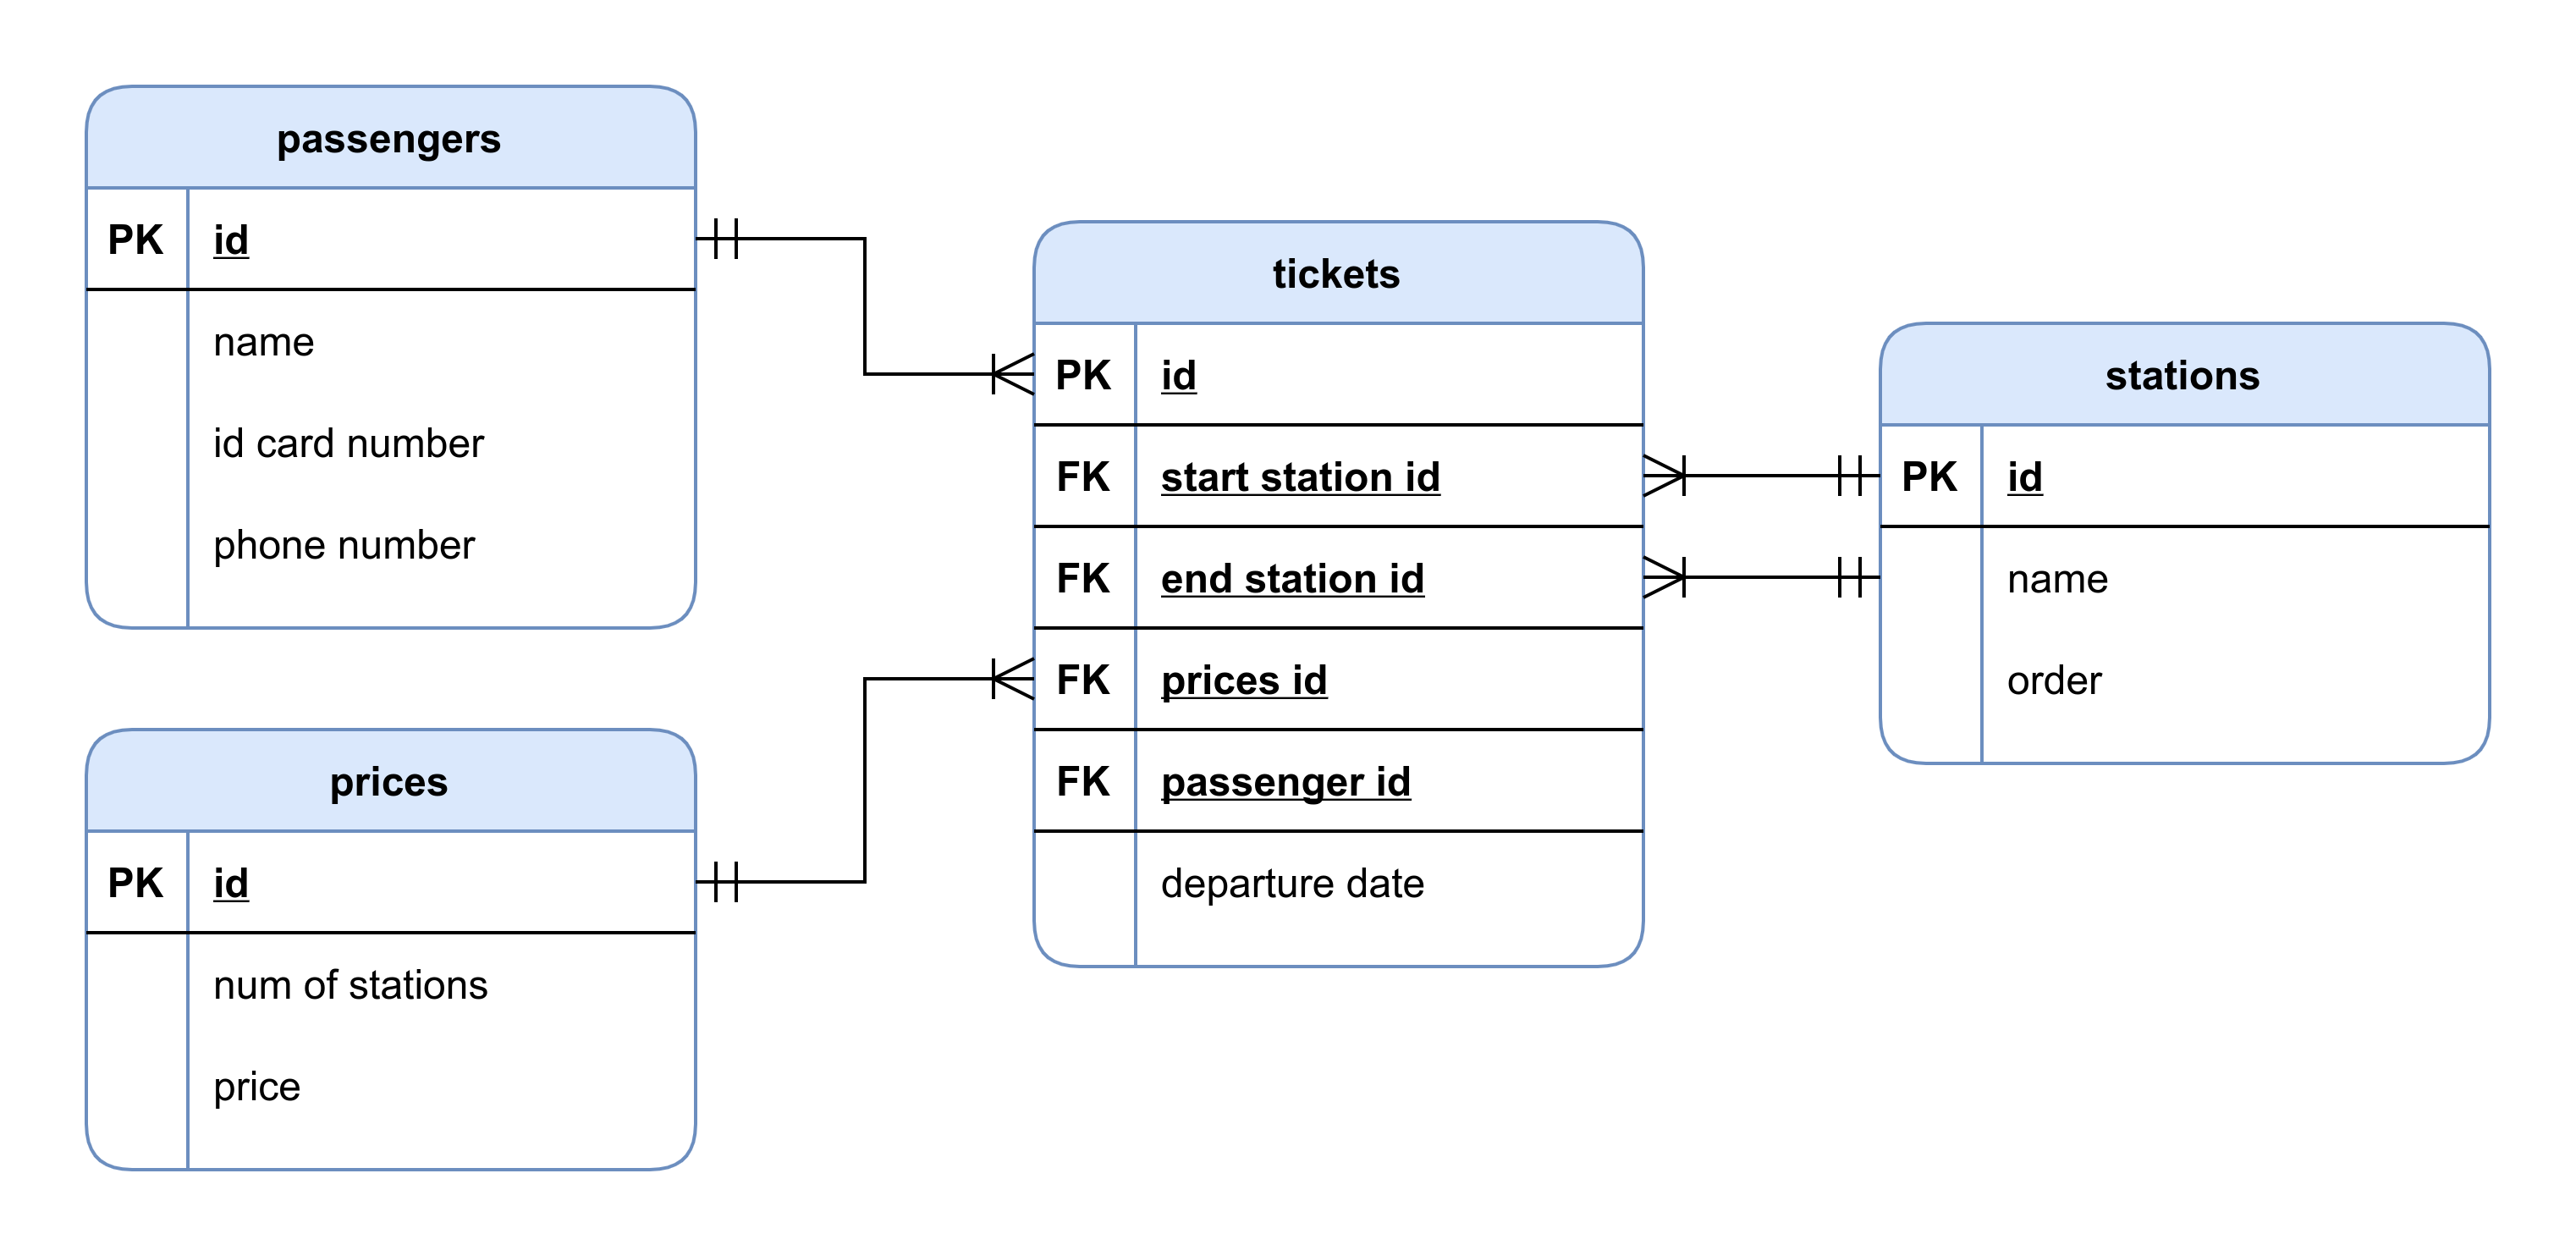 passengers
PK id
name
id card number
phone number
prices
PK id
num of stations
price
tickets
PK id
FK start station id
FK end station id
FK prices id
FK passenger id
departure date
stations
PK id
name
order